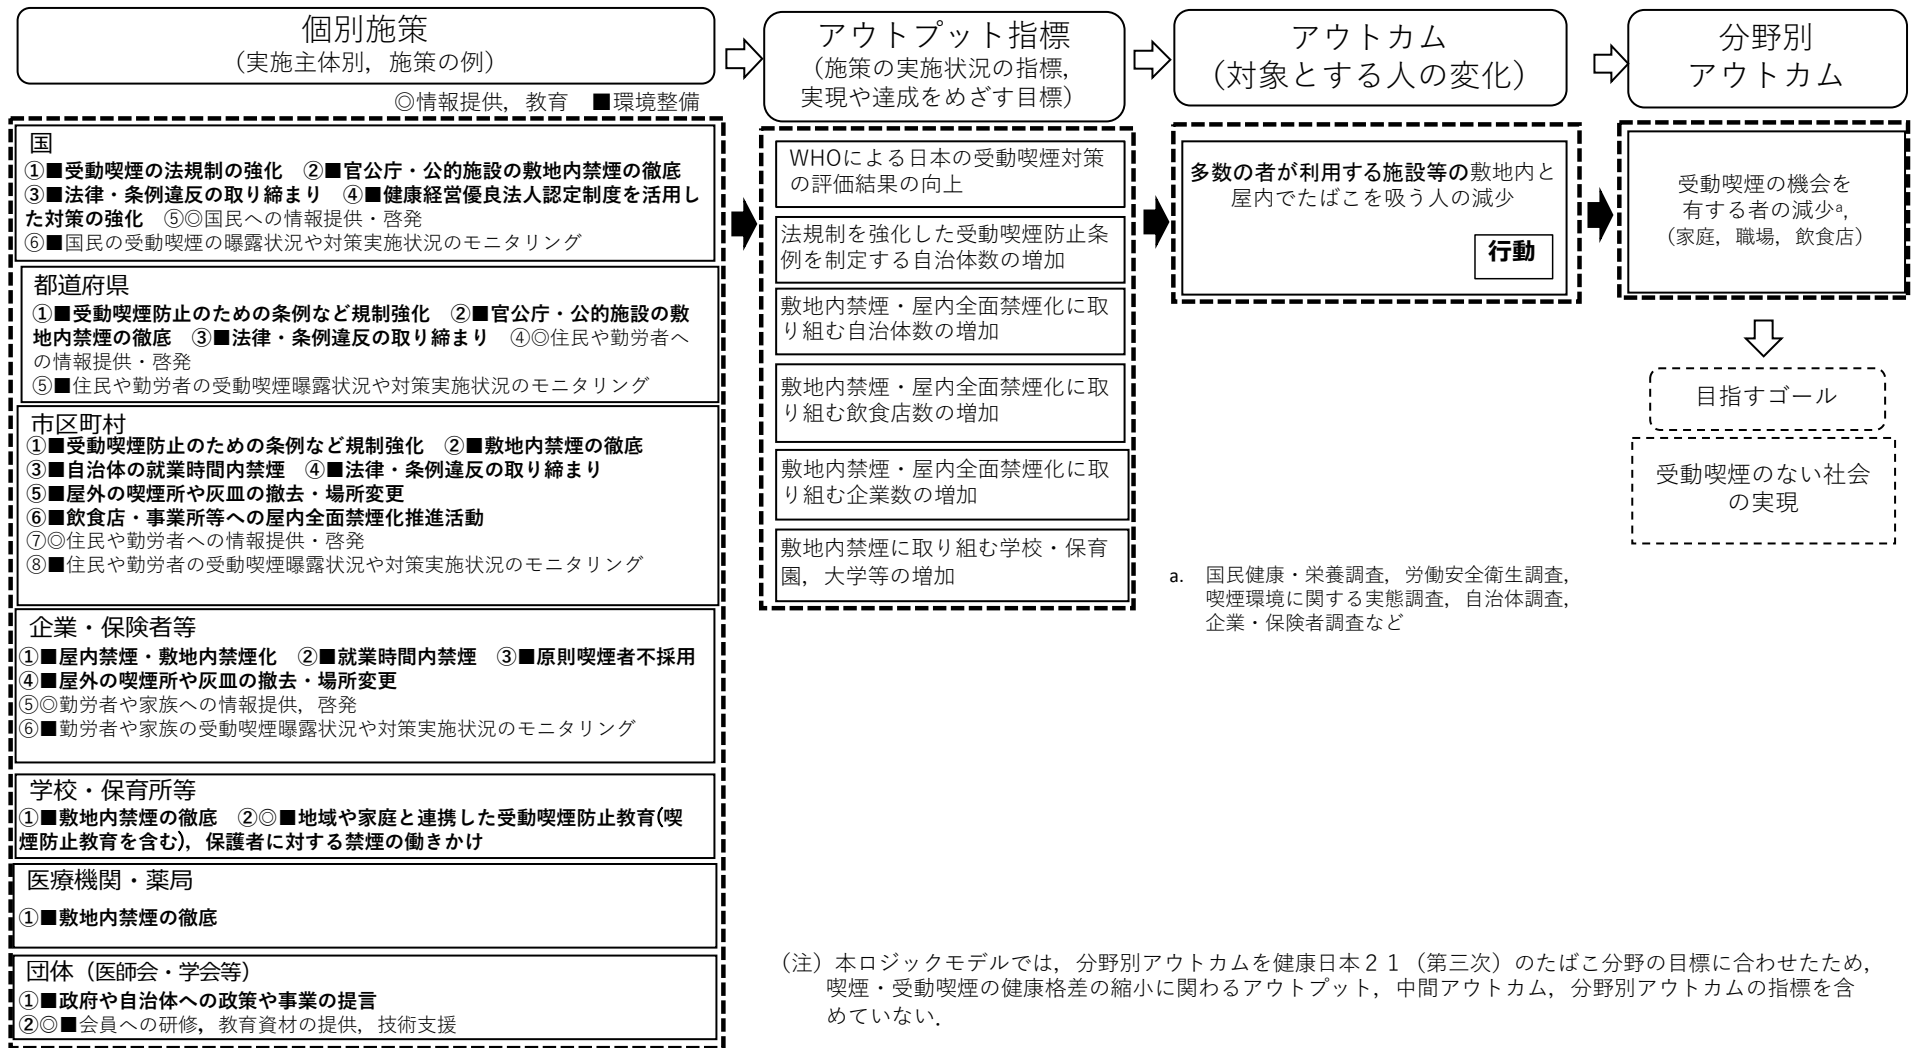 個別施策
(実施主体別,施策の例)
アウトプット指標
(施策の実施状況の指標,
実現や達成をめざす目標)
アウトカム
(対象とする人の変化)
分野別
アウトカム
◎情報提供,教育 ■環境整備
国
①■受動喫煙の法規制の強化 ②■官公庁・公的施設の敷地内禁煙の徹底
③■法律・条例違反の取り締まり ④■健康経営優良法人認定制度を活用し
た対策の強化 ⑤◎国民への情報提供・啓発
⑥■国民の受動喫煙の曝露状況や対策実施状況のモニタリング
都道府県
①■受動喫煙防止のための条例など規制強化 ②■官公庁・公的施設の敷
地内禁煙の徹底 ③■法律・条例違反の取り締まり ④◎住民や勤労者へ
の情報提供・啓発
⑤■住民や勤労者の受動喫煙曝露状況や対策実施状況のモニタリング
市区町村
①■受動喫煙防止のための条例など規制強化 ②■敷地内禁煙の徹底
③■自治体の就業時間内禁煙 ④■法律・条例違反の取り締まり
⑤■屋外の喫煙所や灰皿の撤去・場所変更
⑥■飲食店・事業所等への屋内全面禁煙化推進活動
⑦◎住民や勤労者への情報提供・啓発
⑧■住民や勤労者の受動喫煙曝露状況や対策実施状況のモニタリング
企業・保険者等
①■屋内禁煙・敷地内禁煙化 ②■就業時間内禁煙 ③■原則喫煙者不採用
④■屋外の喫煙所や灰皿の撤去・場所変更
⑤◎勤労者や家族への情報提供,啓発
⑥■勤労者や家族の受動喫煙曝露状況や対策実施状況のモニタリング
学校・保育所等
①■敷地内禁煙の徹底 ②◎■地域や家庭と連携した受動喫煙防止教育(喫
煙防止教育を含む),保護者に対する禁煙の働きかけ
医療機関・薬局
①■敷地内禁煙の徹底
団体(医師会・学会等)
①■政府や自治体への政策や事業の提言
②◎■会員への研修,教育資材の提供,技術支援
WHOによる日本の受動喫煙対策
の評価結果の向上
法規制を強化した受動喫煙防止条
例を制定する自治体数の増加
敷地内禁煙・屋内全面禁煙化に取
り組む自治体数の増加
敷地内禁煙・屋内全面禁煙化に取
り組む飲食店数の増加
敷地内禁煙・屋内全面禁煙化に取
り組む企業数の増加
敷地内禁煙に取り組む学校・保育
園,大学等の増加
多数の者が利用する施設等の敷地内と
屋内でたばこを吸う人の減少
行動
受動喫煙の機会を
有する者の減少a,
(家庭,職場,飲食店)
目指すゴール
受動喫煙のない社会
の実現
a. 国民健康・栄養調査,労働安全衛生調査,
喫煙環境に関する実態調査,自治体調査,
企業・保険者調査など
(注)本ロジックモデルでは,分野別アウトカムを健康日本21(第三次)のたばこ分野の目標に合わせたため,
喫煙・受動喫煙の健康格差の縮小に関わるアウトプット,中間アウトカム,分野別アウトカムの指標を含
めていない.